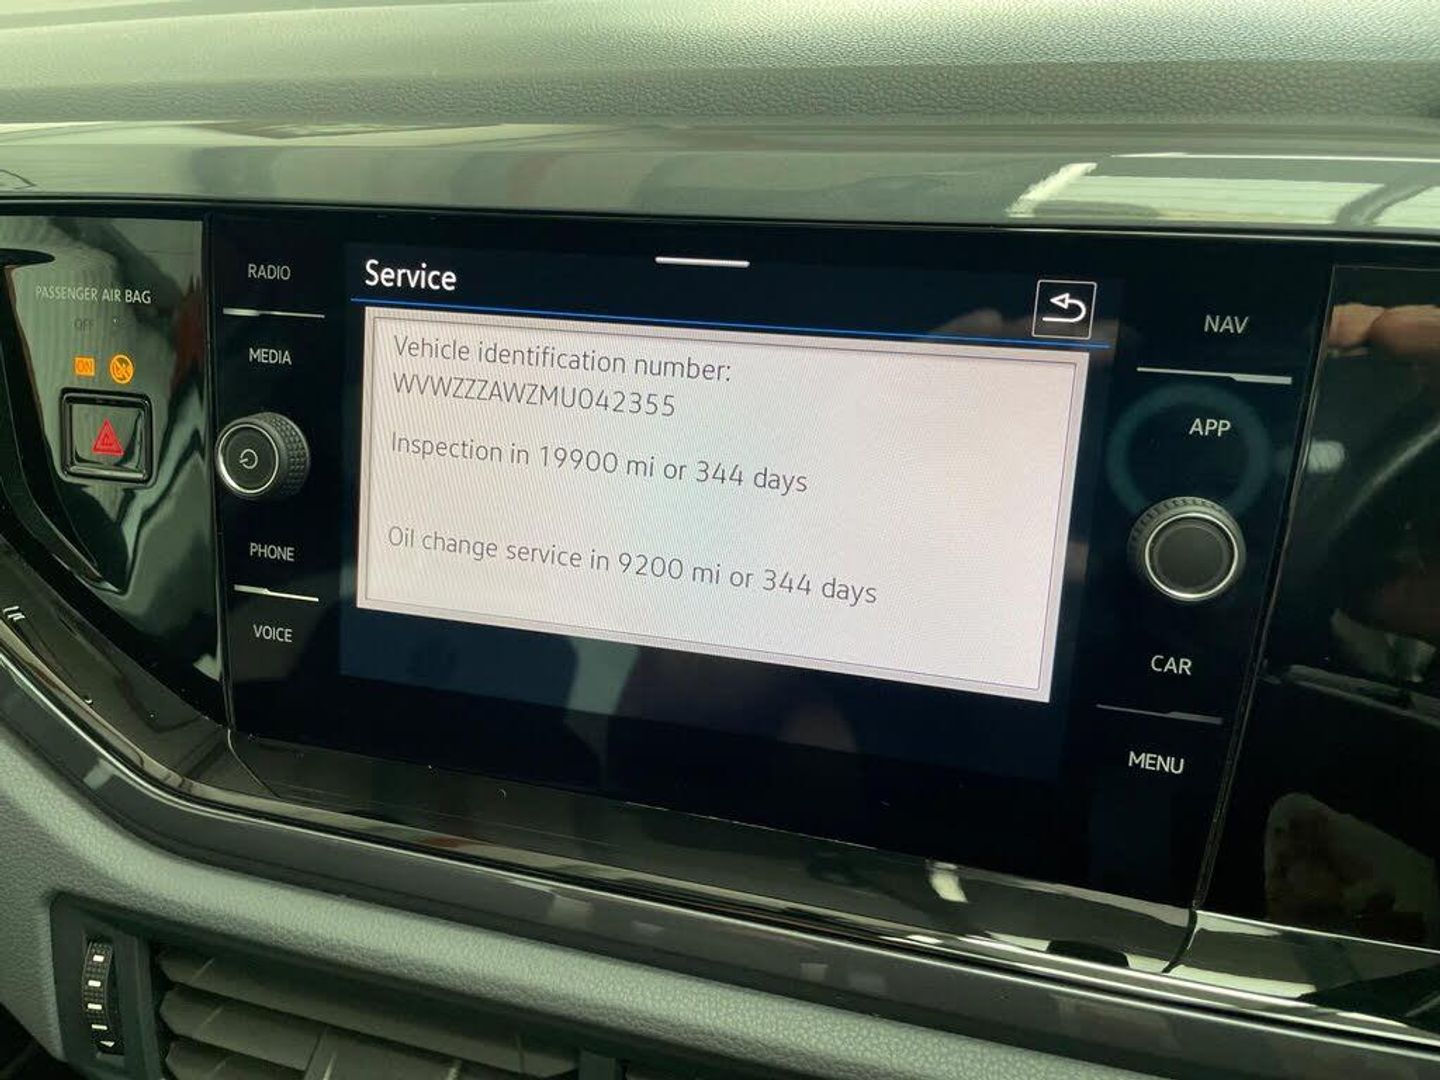 PASSENGER AIR BAG
OFF
ON
RADIO
MEDIA
PHONE
VOICE
Service
Vehicle identification number:
WVWZZZAWZMU042355
Inspection in 19900 mi or 344 days
Oil change service in 9200 mi or 344 days
NAV
APP
CAR
MENU